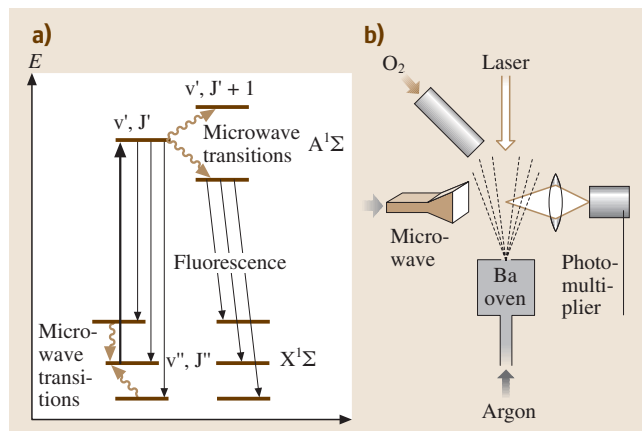 a)
E
v', J' + 1
v', J'
Microwave
transitions
A¹Σ
Fluorescence
Micro-
wave
transi-
tions
v", J"
X¹Σ
b)
O₂
Laser
Micro-
wave
Ba
oven
Photo-
multi-
plier
Argon